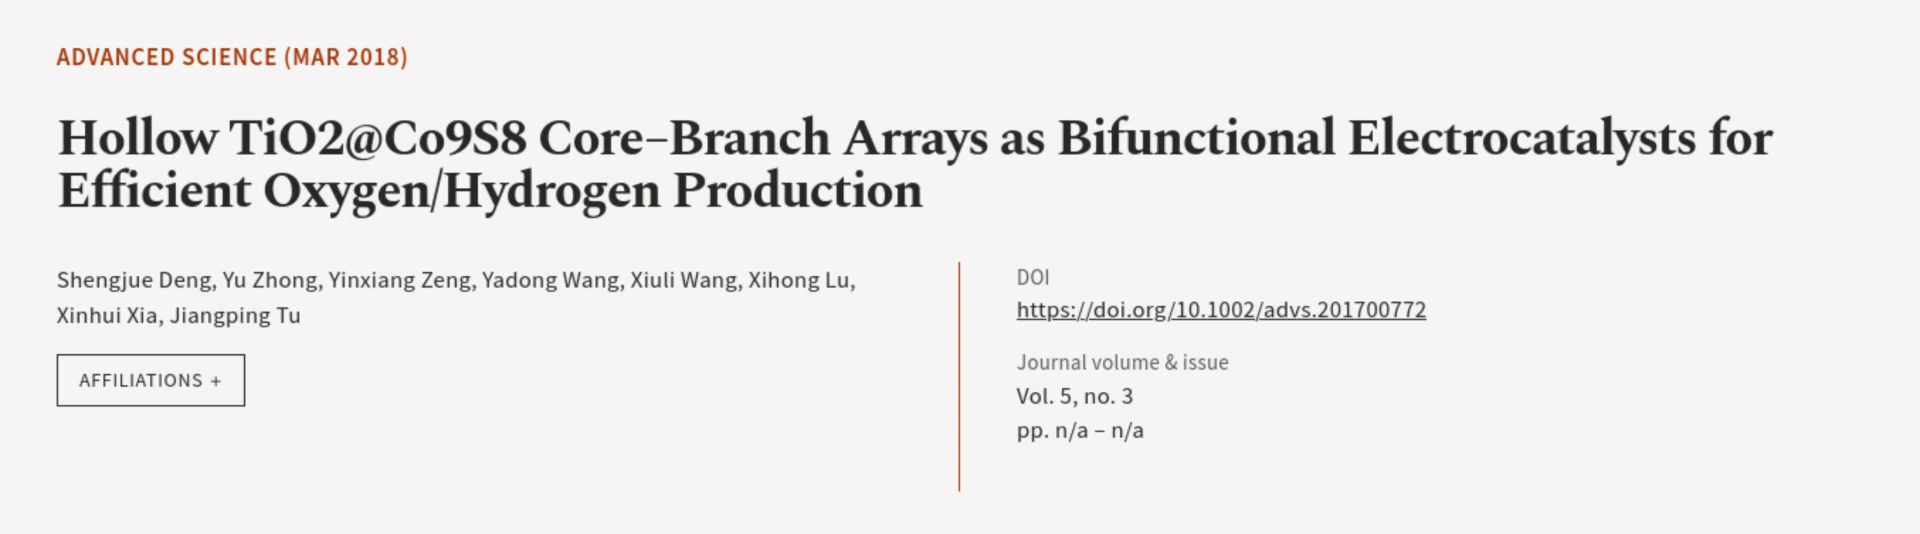 ADVANCED SCIENCE (MAR 2018)
Hollow TiO2@Co9S8 Core–Branch Arrays as Bifunctional Electrocatalysts for
Efficient Oxygen/Hydrogen Production
Shengjue Deng, Yu Zhong, Yinxiang Zeng, Yadong Wang, Xiuli Wang, Xihong Lu,
Xinhui Xia, Jiangping Tu
AFFILIATIONS +
DOI
https://doi.org/10.1002/advs.201700772
Journal volume & issue
Vol. 5, no. 3
pp. n/a – n/a